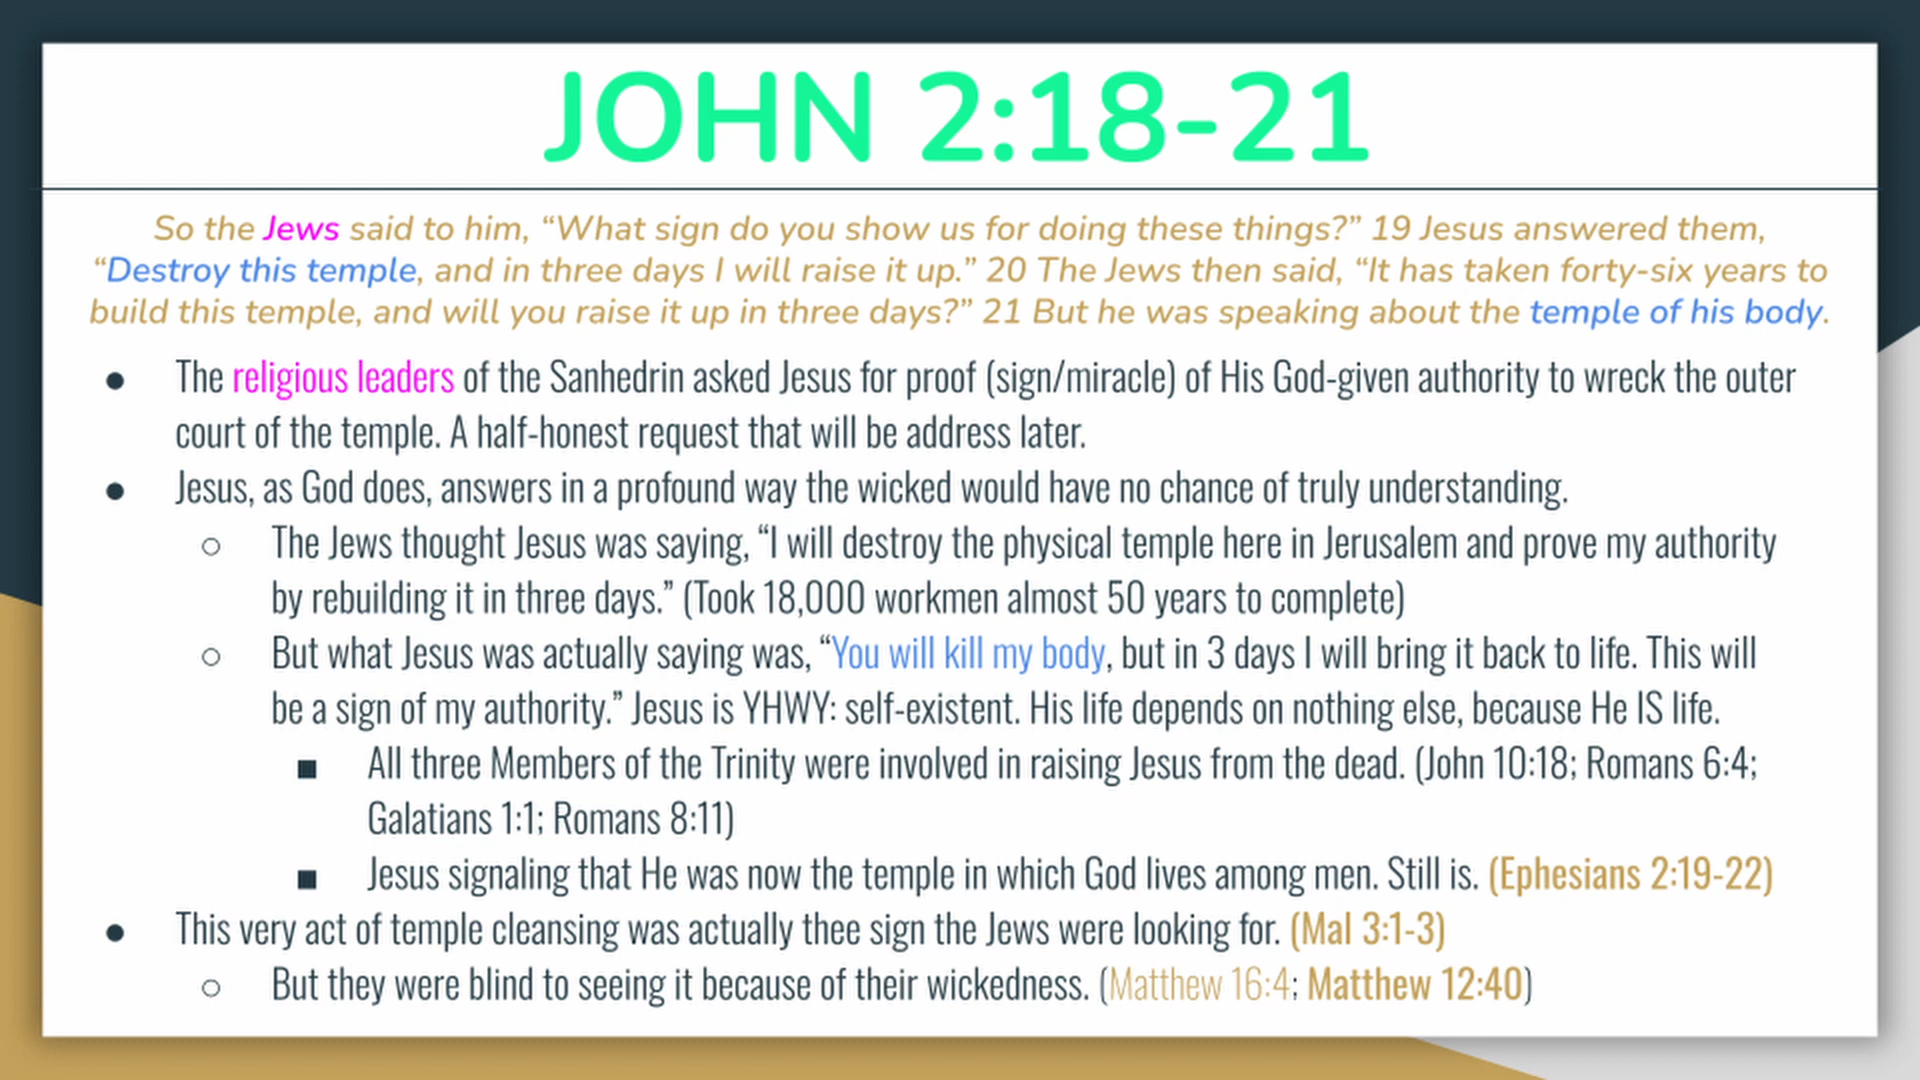 JOHN 2:18-21
So the Jews said to him, “What sign do you show us for doing these things?” 19 Jesus answered them,
“Destroy this temple, and in three days I will raise it up.” 20 The Jews then said, “It has taken forty-six years to
build this temple, and will you raise it up in three days?” 21 But he was speaking about the temple of his body.
● The religious leaders of the Sanhedrin asked Jesus for proof (sign/miracle) of His God-given authority to wreck the outer
court of the temple. A half-honest request that will be address later.
● Jesus, as God does, answers in a profound way the wicked would have no chance of truly understanding.
○ The Jews thought Jesus was saying, “I will destroy the physical temple here in Jerusalem and prove my authority
by rebuilding it in three days.” (Took 18,000 workmen almost 50 years to complete)
○ But what Jesus was actually saying was, “You will kill my body, but in 3 days I will bring it back to life. This will
be a sign of my authority.” Jesus is YHWY: self-existent. His life depends on nothing else, because He IS life.
■ All three Members of the Trinity were involved in raising Jesus from the dead. (John 10:18; Romans 6:4;
Galatians 1:1; Romans 8:11)
■ Jesus signaling that He was now the temple in which God lives among men. Still is. (Ephesians 2:19-22)
● This very act of temple cleansing was actually thee sign the Jews were looking for. (Mal 3:1-3)
○ But they were blind to seeing it because of their wickedness. (Matthew 16:4; Matthew 12:40)